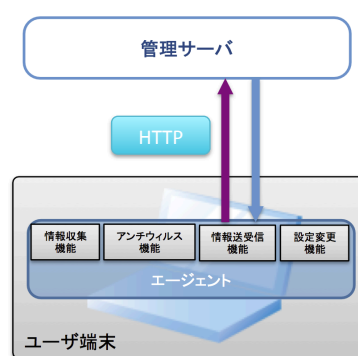 管理サーバ
HTTP
情報収集
機能
アンチウィルス
機能
情報送受信
機能
設定変更
機能
エージェント
ユーザ端末